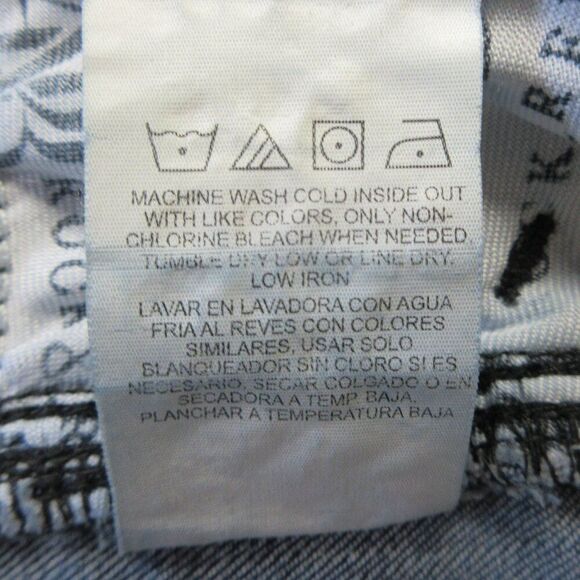 MACHINE WASH COLD INSIDE OUT
WITH LIKE COLORS, ONLY NON-
CHLORINE BLEACH WHEN NEEDED.
TUMBLE DRY LOW OR LINE DRY.
LOW IRON
LAVAR EN LAVADORA CON AGUA
FRIA AL REVES CON COLORES
SIMILARES, USAR SOLO
BLANQUEADOR SIN CLORO SI ES
NECESARIO, SECAR COLGADO O EN
SECADORA A TEMP. BAJA.
PLANCHAR A TEMPERATURA BAJA
ROCK &